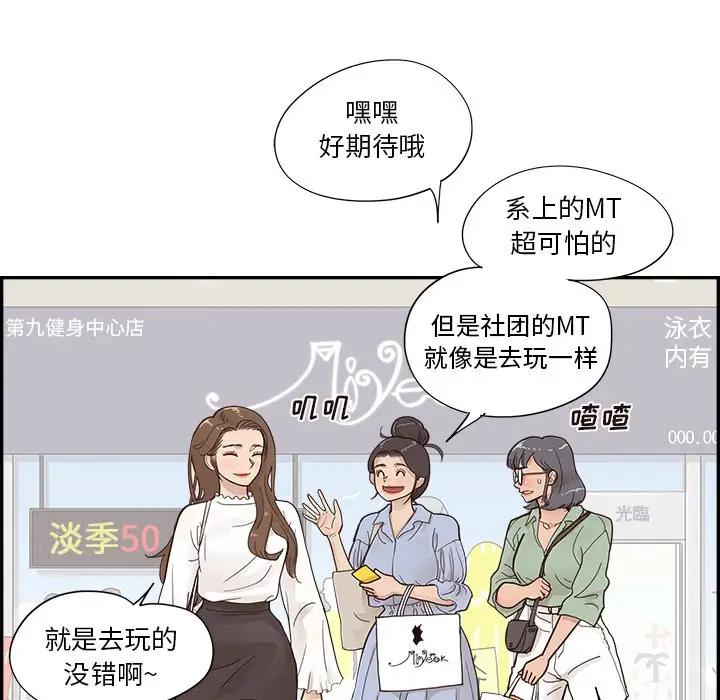 嘿嘿
好期待哦
系上的MT
超可怕的
但是社团的MT
就像是去玩一样
第九健身中心店
泳衣
内有
Miyeok
叽叽
喳喳
000.00
光臨
淡季50
Miyeok
就是去玩的
没错啊~